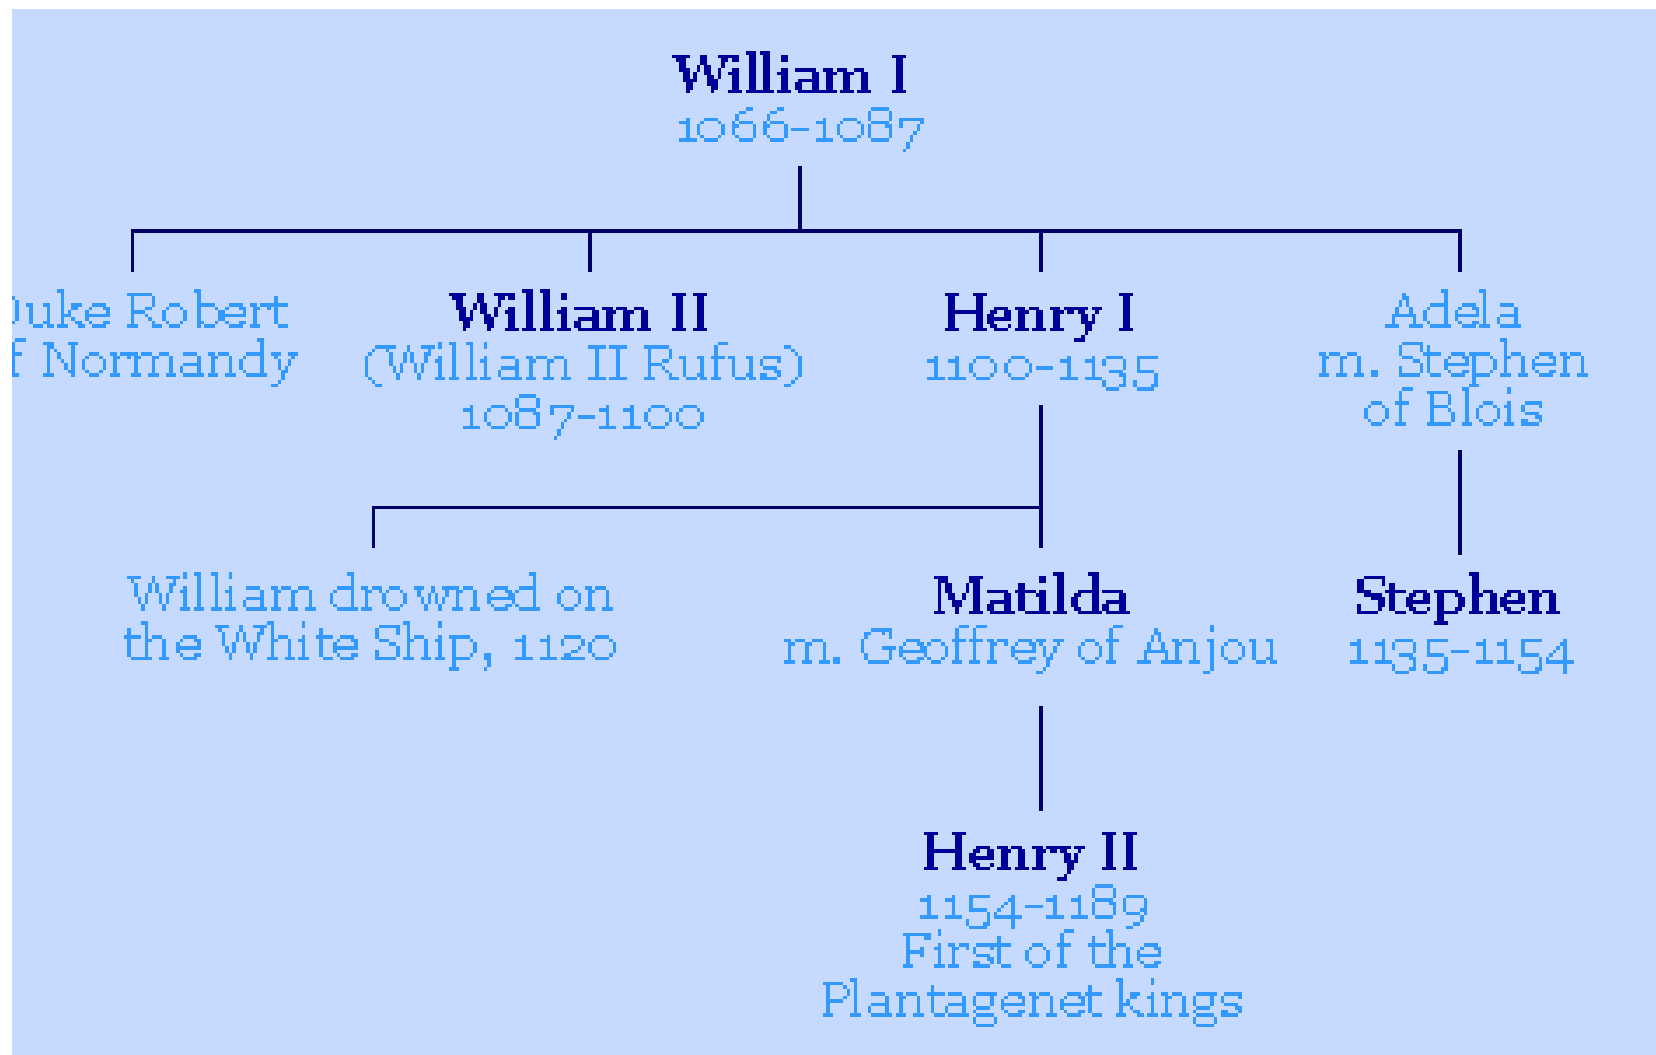 William I
1066-1087
uke Robert
f Normandy
William II
(William II Rufus)
1087-1100
Henry I
1100-1135
Adela
m. Stephen
of Blois
William drowned on
the White Ship, 1120
Matilda
m. Geoffrey of Anjou
Stephen
1135-1154
Henry II
1154-1189
First of the
Plantagenet kings